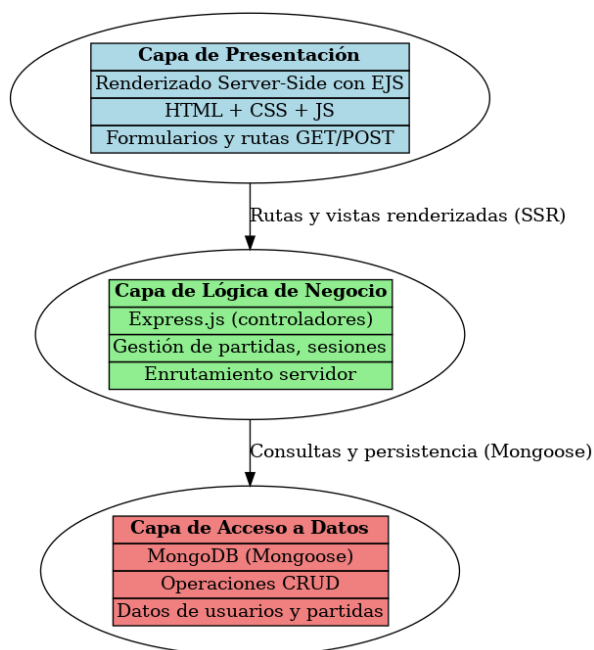 Capa de Presentación
Renderizado Server-Side con EJS
HTML + CSS + JS
Formularios y rutas GET/POST
Rutas y vistas renderizadas (SSR)
Capa de Lógica de Negocio
Express.js (controladores)
Gestión de partidas, sesiones
Enrutamiento servidor
Consultas y persistencia (Mongoose)
Capa de Acceso a Datos
MongoDB (Mongoose)
Operaciones CRUD
Datos de usuarios y partidas